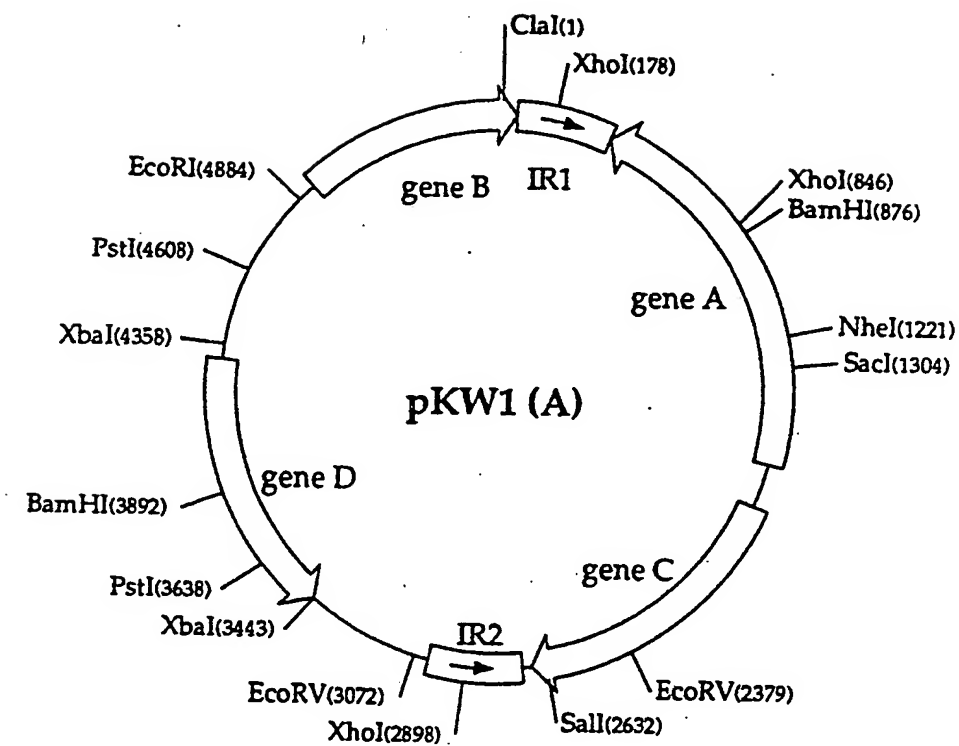 ClaI(1)
XhoI(178)
EcoRI(4884)
gene B
IR1
XhoI(846)
BamHI(876)
PstI(4608)
gene A
XbaI(4358)
NheI(1221)
SacI(1304)
pKW1 (A)
gene D
BamHI(3892)
gene C
PstI(3638)
XbaI(3443)
IR2
EcoRV(3072)
EcoRV(2379)
XhoI(2898)
SalI(2632)